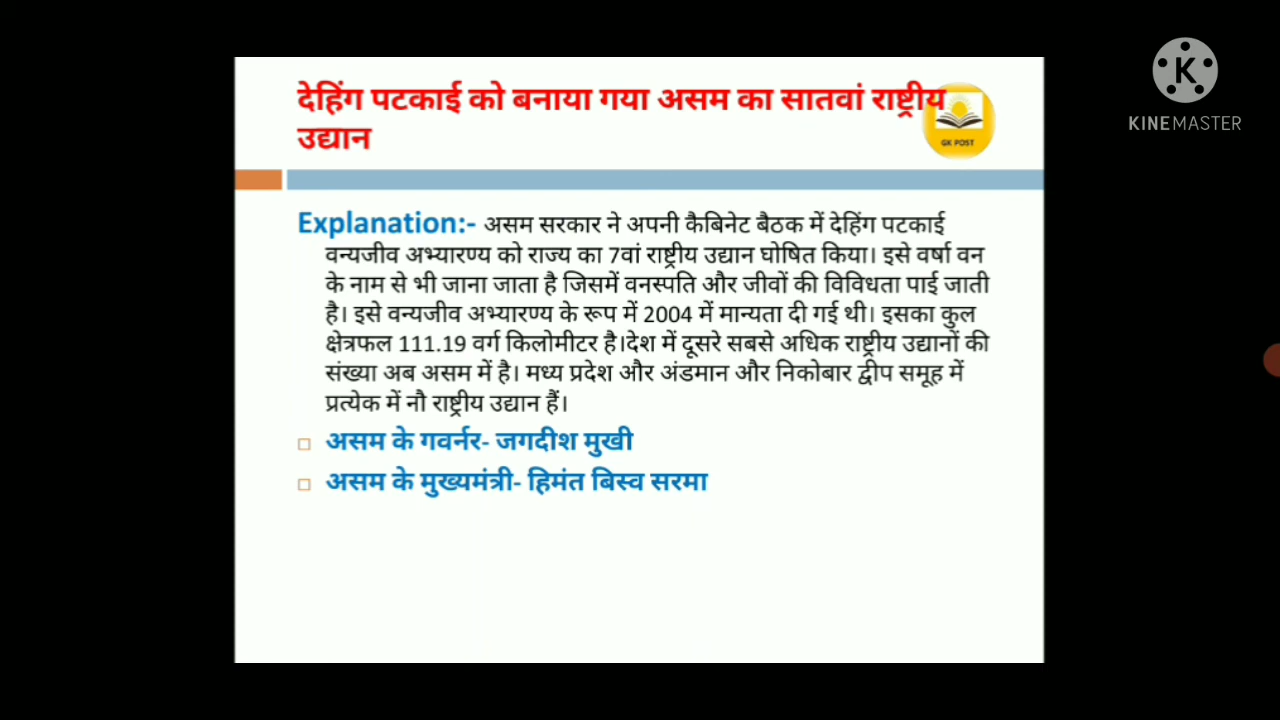 देहिंग पटकाई को बनाया गया असम का सातवां राष्ट्रीय
उद्यान
GK POST
K
KINEMASTER
Explanation:- असम सरकार ने अपनी कैबिनेट बैठक में देहिंग पटकाई
वन्यजीव अभ्यारण्य को राज्य का 7वां राष्ट्रीय उद्यान घोषित किया। इसे वर्षा वन
के नाम से भी जाना जाता है जिसमें वनस्पति और जीवों की विविधता पाई जाती
है। इसे वन्यजीव अभ्यारण्य के रूप में 2004 में मान्यता दी गई थी। इसका कुल
क्षेत्रफल 111.19 वर्ग किलोमीटर है।देश में दूसरे सबसे अधिक राष्ट्रीय उद्यानों की
संख्या अब असम में है। मध्य प्रदेश और अंडमान और निकोबार द्वीप समूह में
प्रत्येक में नौ राष्ट्रीय उद्यान हैं।
असम के गवर्नर- जगदीश मुखी
असम के मुख्यमंत्री- हिमंत बिस्व सरमा